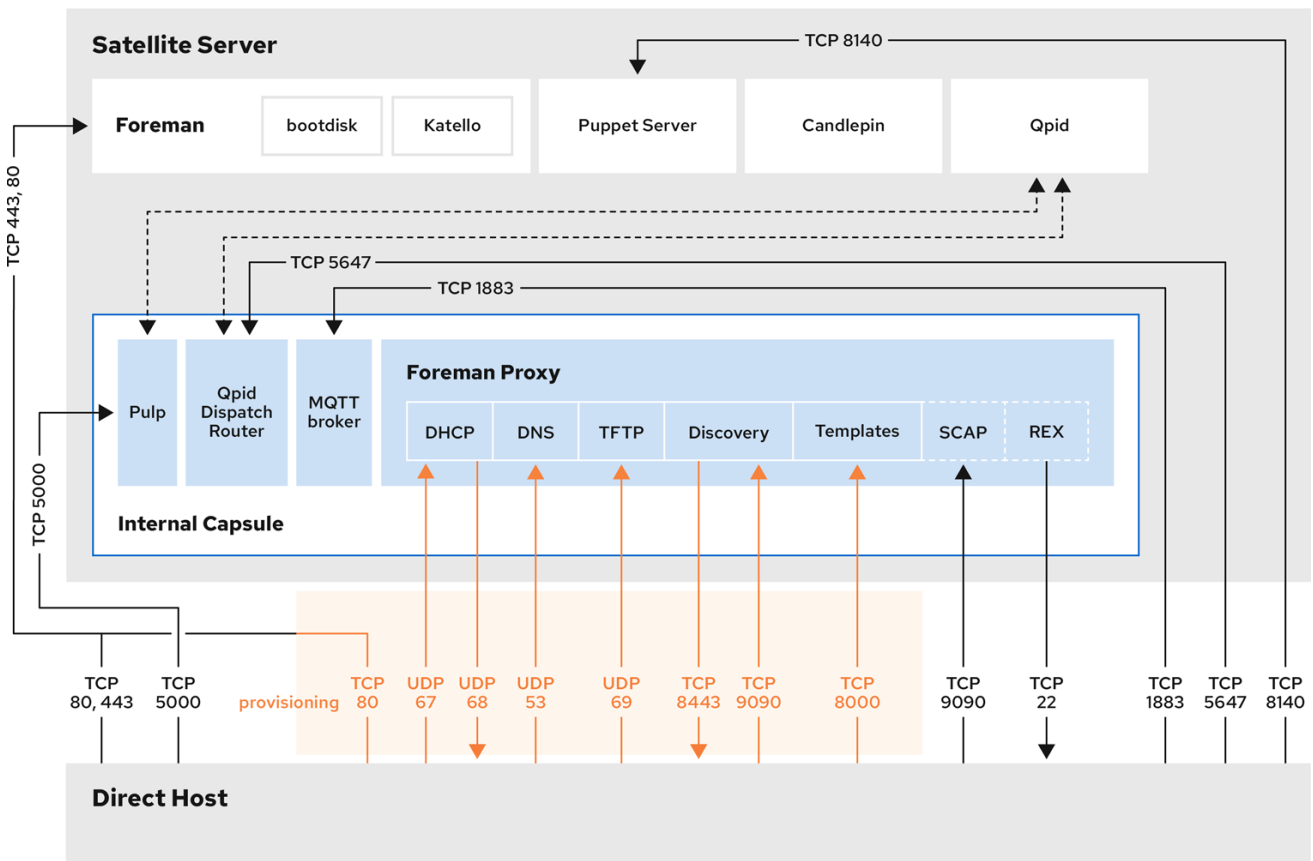 Satellite Server
TCP 8140
Foreman
bootdisk
Katello
Puppet Server
Candlepin
Qpid
TCP 443, 80
TCP 5647
TCP 1883
Pulp
Qpid
Dispatch
Router
MQTT
broker
Foreman Proxy
DHCP
DNS
TFTP
Discovery
Templates
SCAP
REX
Internal Capsule
TCP 5000
TCP
80, 443
TCP
5000
provisioning
TCP
80
UDP
67
UDP
68
UDP
53
UDP
69
TCP
8443
TCP
9090
TCP
8000
TCP
9090
TCP
22
TCP
1883
TCP
5647
TCP
8140
Direct Host